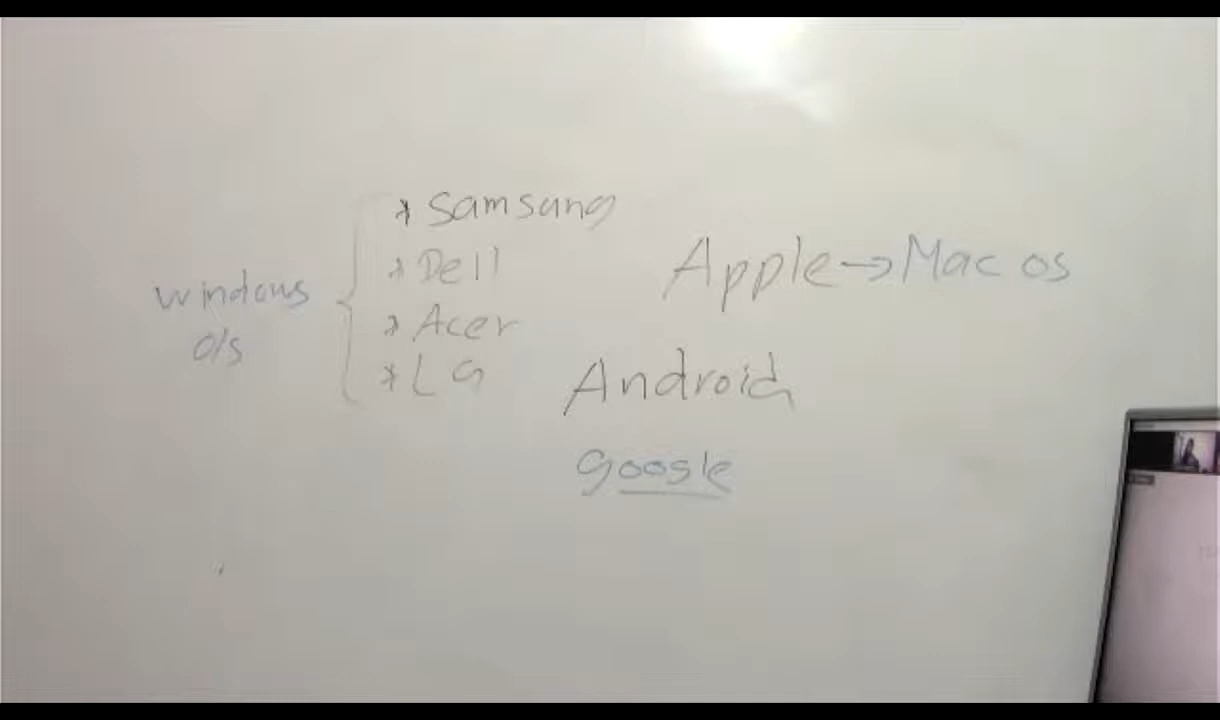 * Samsung
* Dell
* Acer
* LG
Windows
o/s
Apple → Mac os
Android
Google